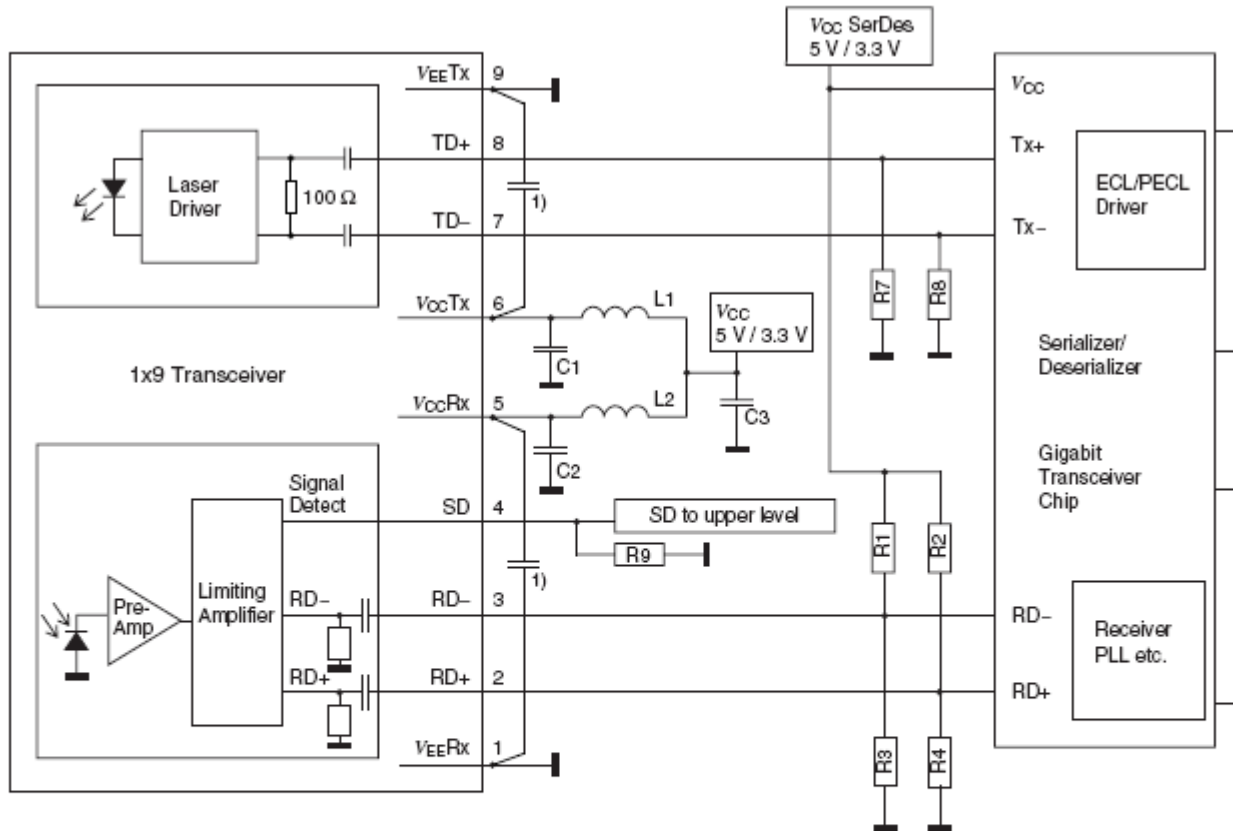 VCC SerDes
5 V / 3.3 V
VEETx
9
VCC
TD+
8
Tx+
ECL/PECL
Driver
Laser
Driver
100 Ω
1)
TD−
7
Tx−
R7
R8
VCCTx
6
L1
VCC
5 V / 3.3 V
C1
Serializer/
Deserializer
1x9 Transceiver
VCCRx
5
L2
C3
C2
Gigabit
Transceiver
Chip
Signal
Detect
SD
4
SD to upper level
R9
R1
R2
1)
Pre-
Amp
Limiting
Amplifier
RD−
RD−
3
RD−
Receiver
PLL etc.
RD+
RD+
2
RD+
VEERx
1
R3
R4